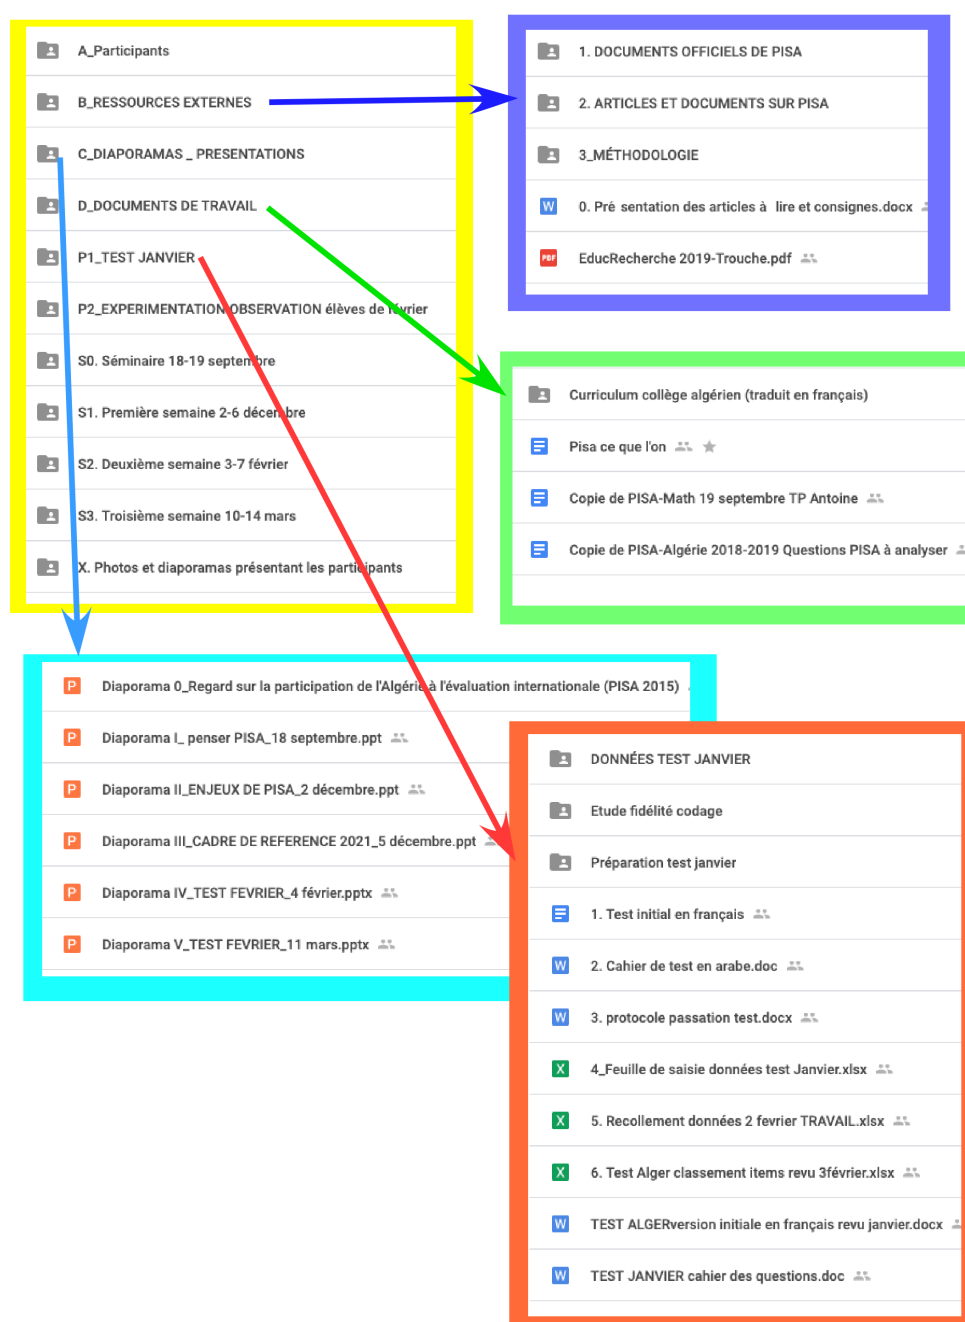 A_Participants
B_RESSOURCES EXTERNES
C_DIAPORAMAS _ PRESENTATIONS
D_DOCUMENTS DE TRAVAIL
P1_TEST JANVIER
P2_EXPERIMENTATION OBSERVATION élèves de février
S0. Séminaire 18-19 septembre
S1. Première semaine 2-6 décembre
S2. Deuxième semaine 3-7 février
S3. Troisième semaine 10-14 mars
X. Photos et diaporamas présentant les participants
1. DOCUMENTS OFFICIELS DE PISA
2. ARTICLES ET DOCUMENTS SUR PISA
3_MÉTHODOLOGIE
W 0. Pré sentation des articles à lire et consignes.docx
PDF EducRecherche 2019-Trouche.pdf
Curriculum collège algérien (traduit en français)
Pisa ce que l'on
Copie de PISA-Math 19 septembre TP Antoine
Copie de PISA-Algérie 2018-2019 Questions PISA à analyser
P Diaporama 0_Regard sur la participation de l'Algérie à l'évaluation internationale (PISA 2015)
P Diaporama I_ penser PISA_18 septembre.ppt
P Diaporama II_ENJEUX DE PISA_2 décembre.ppt
P Diaporama III_CADRE DE REFERENCE 2021_5 décembre.ppt
P Diaporama IV_TEST FEVRIER_4 février.pptx
P Diaporama V_TEST FEVRIER_11 mars.pptx
DONNÉES TEST JANVIER
Etude fidélité codage
Préparation test janvier
1. Test initial en français
W 2. Cahier de test en arabe.doc
W 3. protocole passation test.docx
X 4_Feuille de saisie données test Janvier.xlsx
X 5. Recollement données 2 fevrier TRAVAIL.xlsx
X 6. Test Alger classement items revu 3février.xlsx
W TEST ALGERversion initiale en français revu janvier.docx
W TEST JANVIER cahier des questions.doc